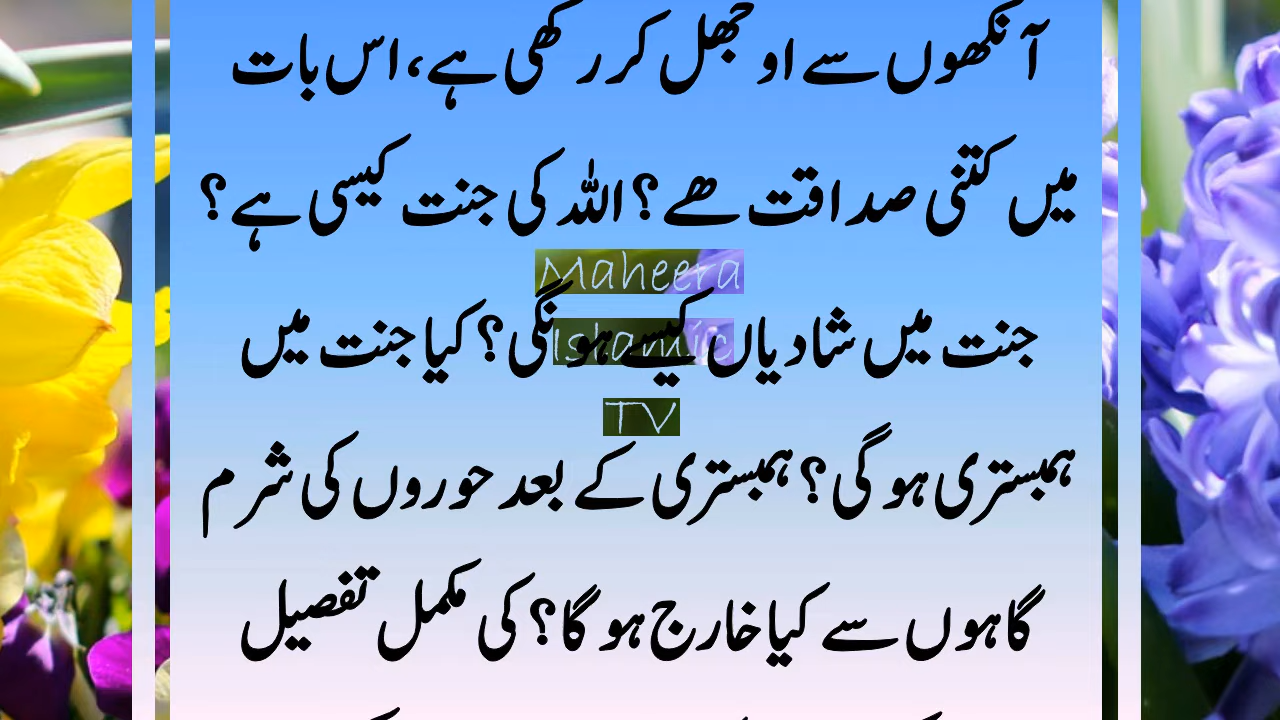 آنکھوں سے اوجھل کر رکھی ہے، اس بات
میں کتنی صداقت ھے؟ اللہ کی جنت کیسی ہے؟
Maheera
جنت میں شادیاں کیسے ہونگی؟ کیا جنت میں
Islamic
TV
ہمبستری ہو گی؟ ہمبستری کے بعد حوروں کی شرم
گاہوں سے کیا خارج ہو گا؟ کی مکمل تفصیل